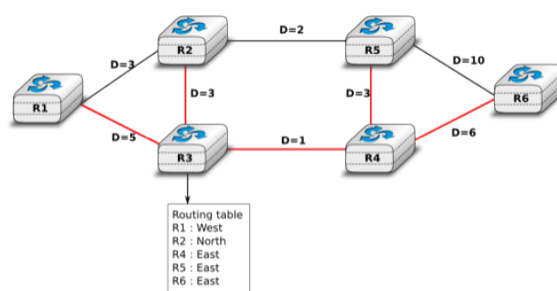 R2
D=2
R5
D=3
D=10
R1
D=3
D=3
R6
D=5
R3
D=1
R4
D=6
Routing table
R1 : West
R2 : North
R4 : East
R5 : East
R6 : East